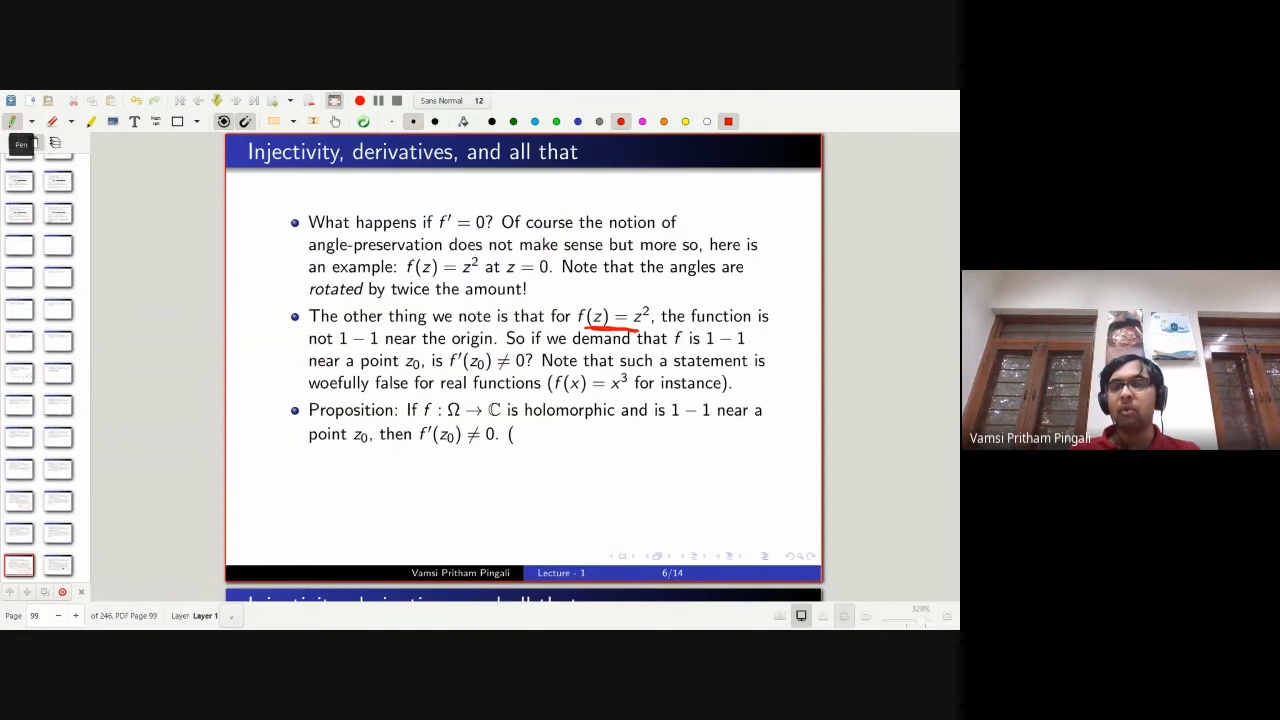 Sans Normal 12
Pen
Injectivity, derivatives, and all that
What happens if f′ = 0? Of course the notion of
angle-preservation does not make sense but more so, here is
an example: f(z) = z² at z = 0. Note that the angles are
rotated by twice the amount!
The other thing we note is that for f(z) = z², the function is
not 1 − 1 near the origin. So if we demand that f is 1 − 1
near a point z₀, is f′(z₀) ≠ 0? Note that such a statement is
woefully false for real functions (f(x) = x³ for instance).
Proposition: If f : Ω → ℂ is holomorphic and is 1 − 1 near a
point z₀, then f′(z₀) ≠ 0. (
Vamsi Pritham Pingali Lecture - 1 6/14
Page 99 of 246, PDF Page 99 Layer Layer 1 328%
Vamsi Pritham Pingali